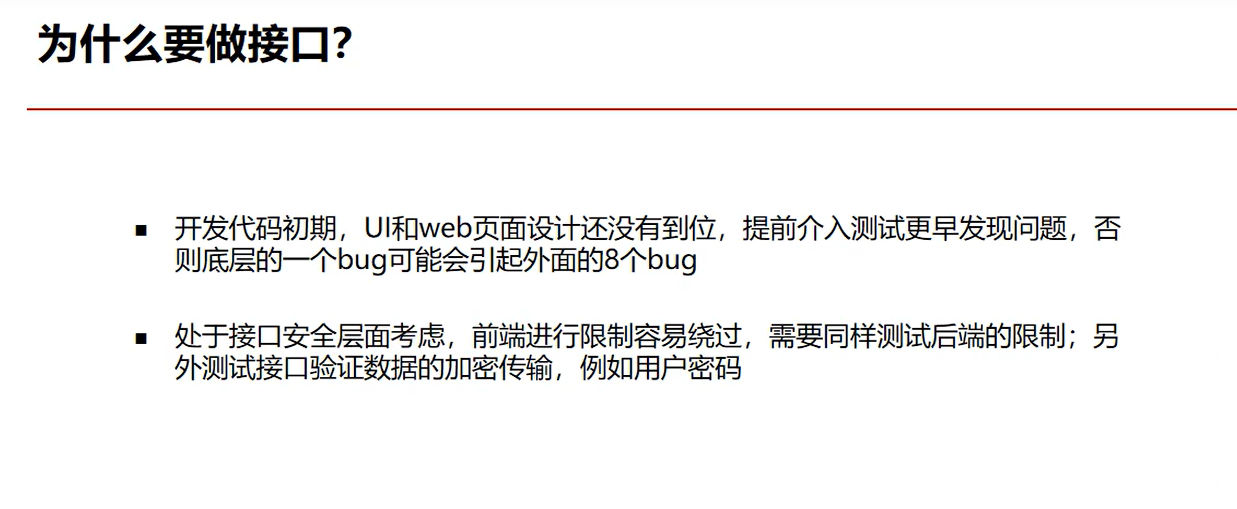 为什么要做接口?
开发代码初期，UI和web页面设计还没有到位，提前介入测试更早发现问题，否
则底层的一个bug可能会引起外面的8个bug
处于接口安全层面考虑，前端进行限制容易绕过，需要同样测试后端的限制；另
外测试接口验证数据的加密传输，例如用户密码